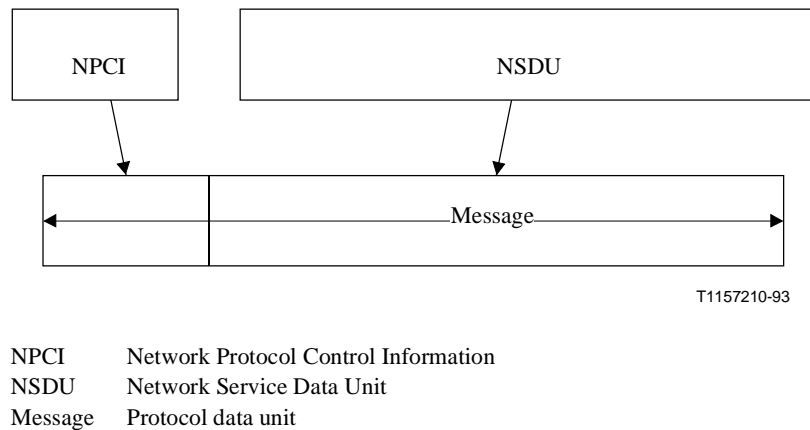 NPCI NSDU
Message
T1157210-93
NPCI Network Protocol Control Information
NSDU Network Service Data Unit
Message Protocol data unit